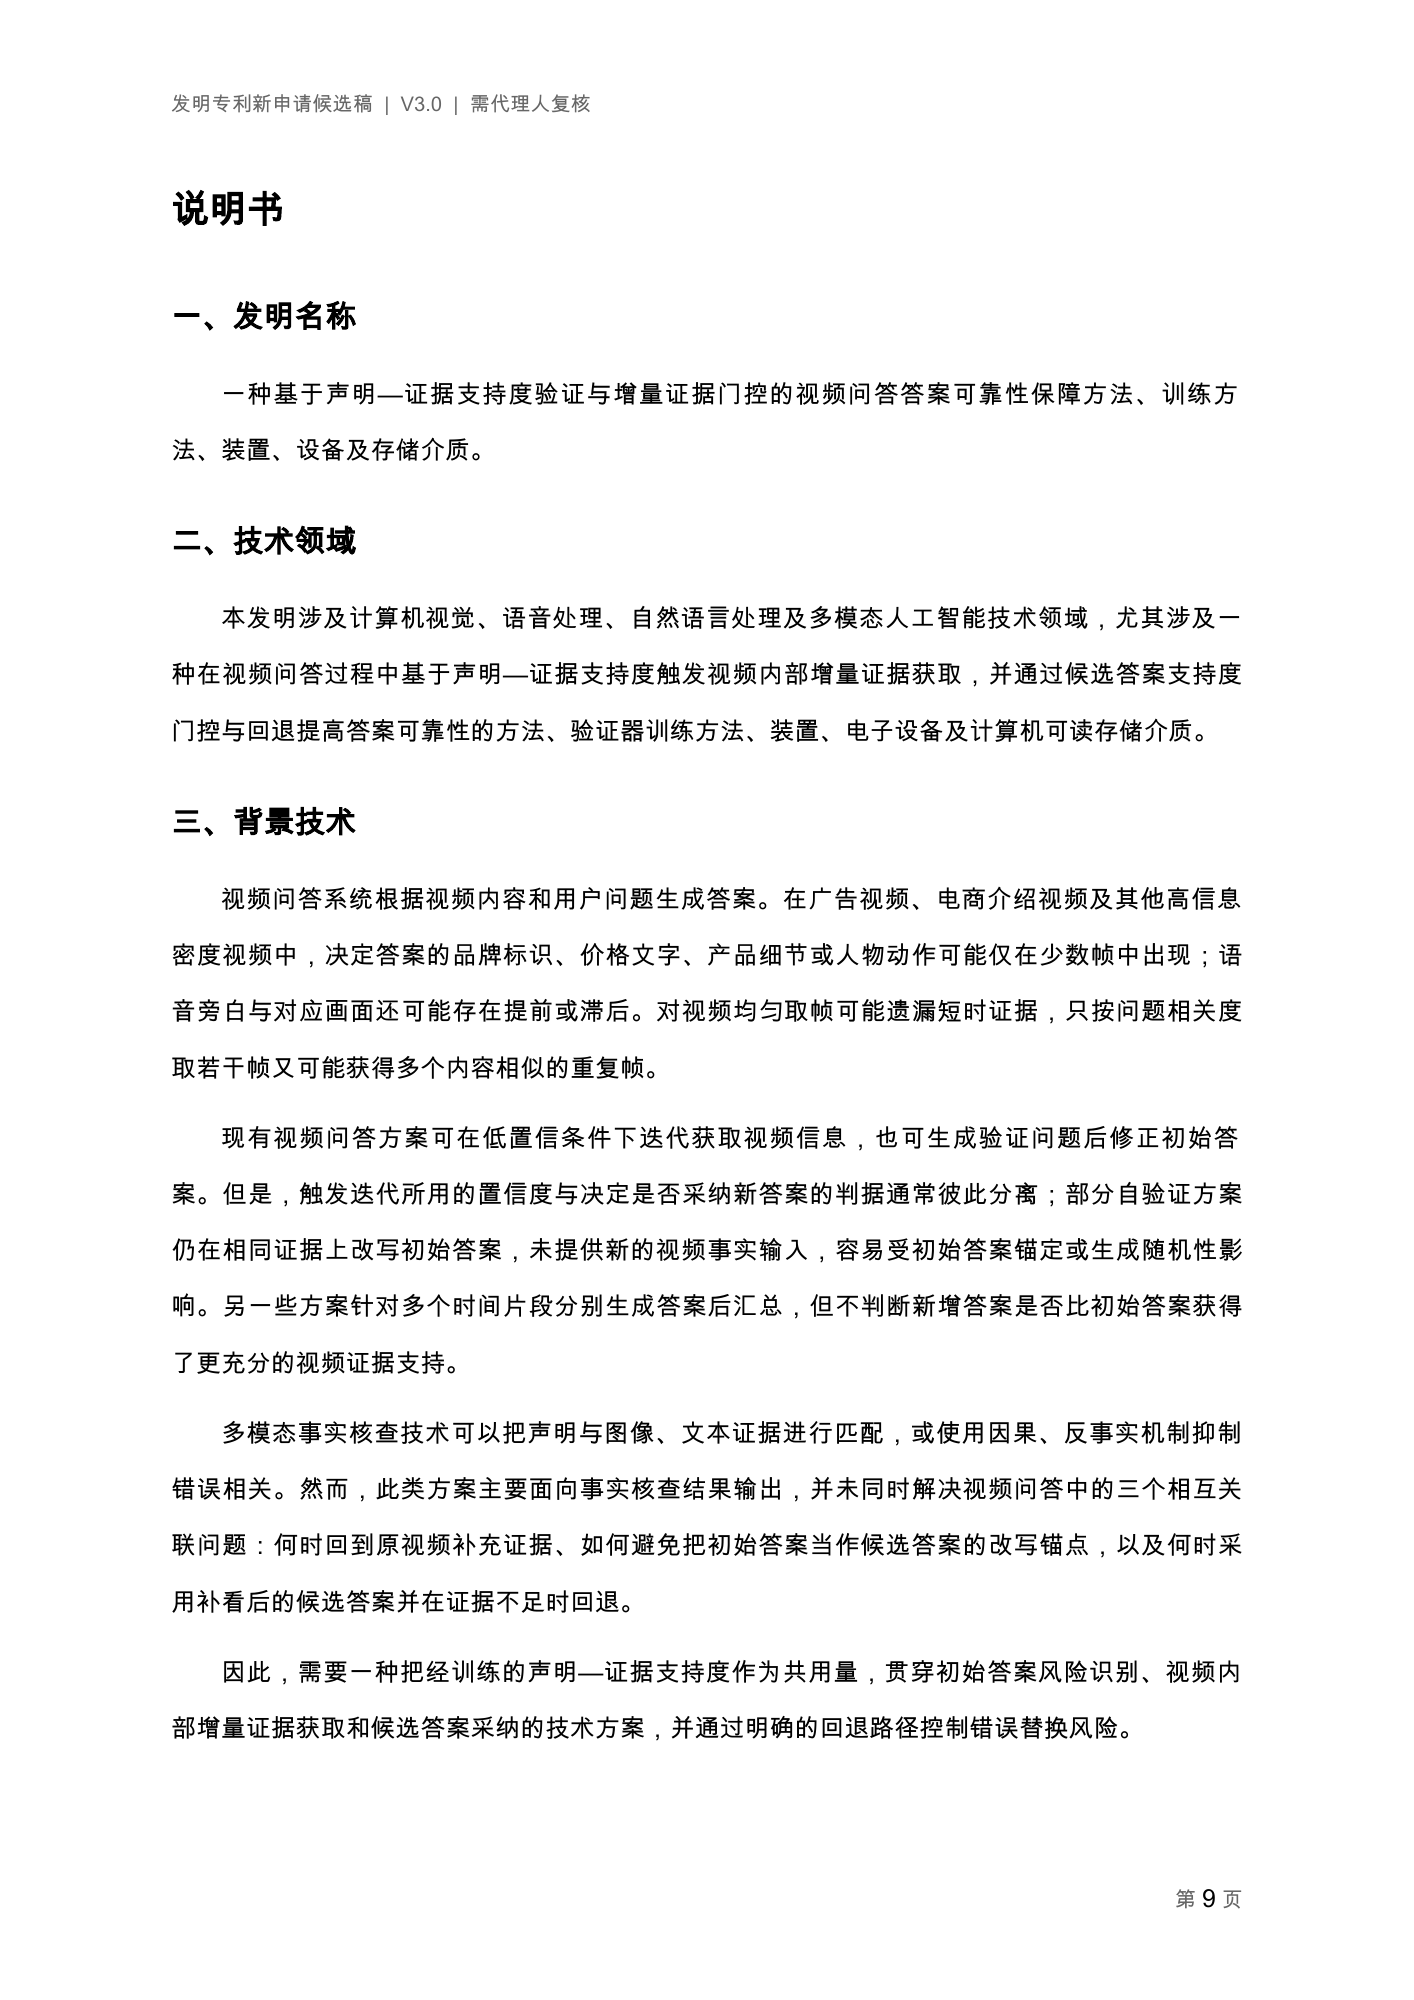 发明专利新申请候选稿 | V3.0 | 需代理人复核
说明书
一、发明名称
一种基于声明—证据支持度验证与增量证据门控的视频问答答案可靠性保障方法、训练方
法、装置、设备及存储介质。
二、技术领域
本发明涉及计算机视觉、语音处理、自然语言处理及多模态人工智能技术领域，尤其涉及一
种在视频问答过程中基于声明—证据支持度触发视频内部增量证据获取，并通过候选答案支持度
门控与回退提高答案可靠性的方法、验证器训练方法、装置、电子设备及计算机可读存储介质。
三、背景技术
视频问答系统根据视频内容和用户问题生成答案。在广告视频、电商介绍视频及其他高信息
密度视频中，决定答案的品牌标识、价格文字、产品细节或人物动作可能仅在少数帧中出现；语
音旁白与对应画面还可能存在提前或滞后。对视频均匀取帧可能遗漏短时证据，只按问题相关度
取若干帧又可能获得多个内容相似的重复帧。
现有视频问答方案可在低置信条件下迭代获取视频信息，也可生成验证问题后修正初始答
案。但是，触发迭代所用的置信度与决定是否采纳新答案的判据通常彼此分离；部分自验证方案
仍在相同证据上改写初始答案，未提供新的视频事实输入，容易受初始答案锚定或生成随机性影
响。另一些方案针对多个时间片段分别生成答案后汇总，但不判断新增答案是否比初始答案获得
了更充分的视频证据支持。
多模态事实核查技术可以把声明与图像、文本证据进行匹配，或使用因果、反事实机制抑制
错误相关。然而，此类方案主要面向事实核查结果输出，并未同时解决视频问答中的三个相互关
联问题：何时回到原视频补充证据、如何避免把初始答案当作候选答案的改写锚点，以及何时采
用补看后的候选答案并在证据不足时回退。
因此，需要一种把经训练的声明—证据支持度作为共用量，贯穿初始答案风险识别、视频内
部增量证据获取和候选答案采纳的技术方案，并通过明确的回退路径控制错误替换风险。
第 9 页